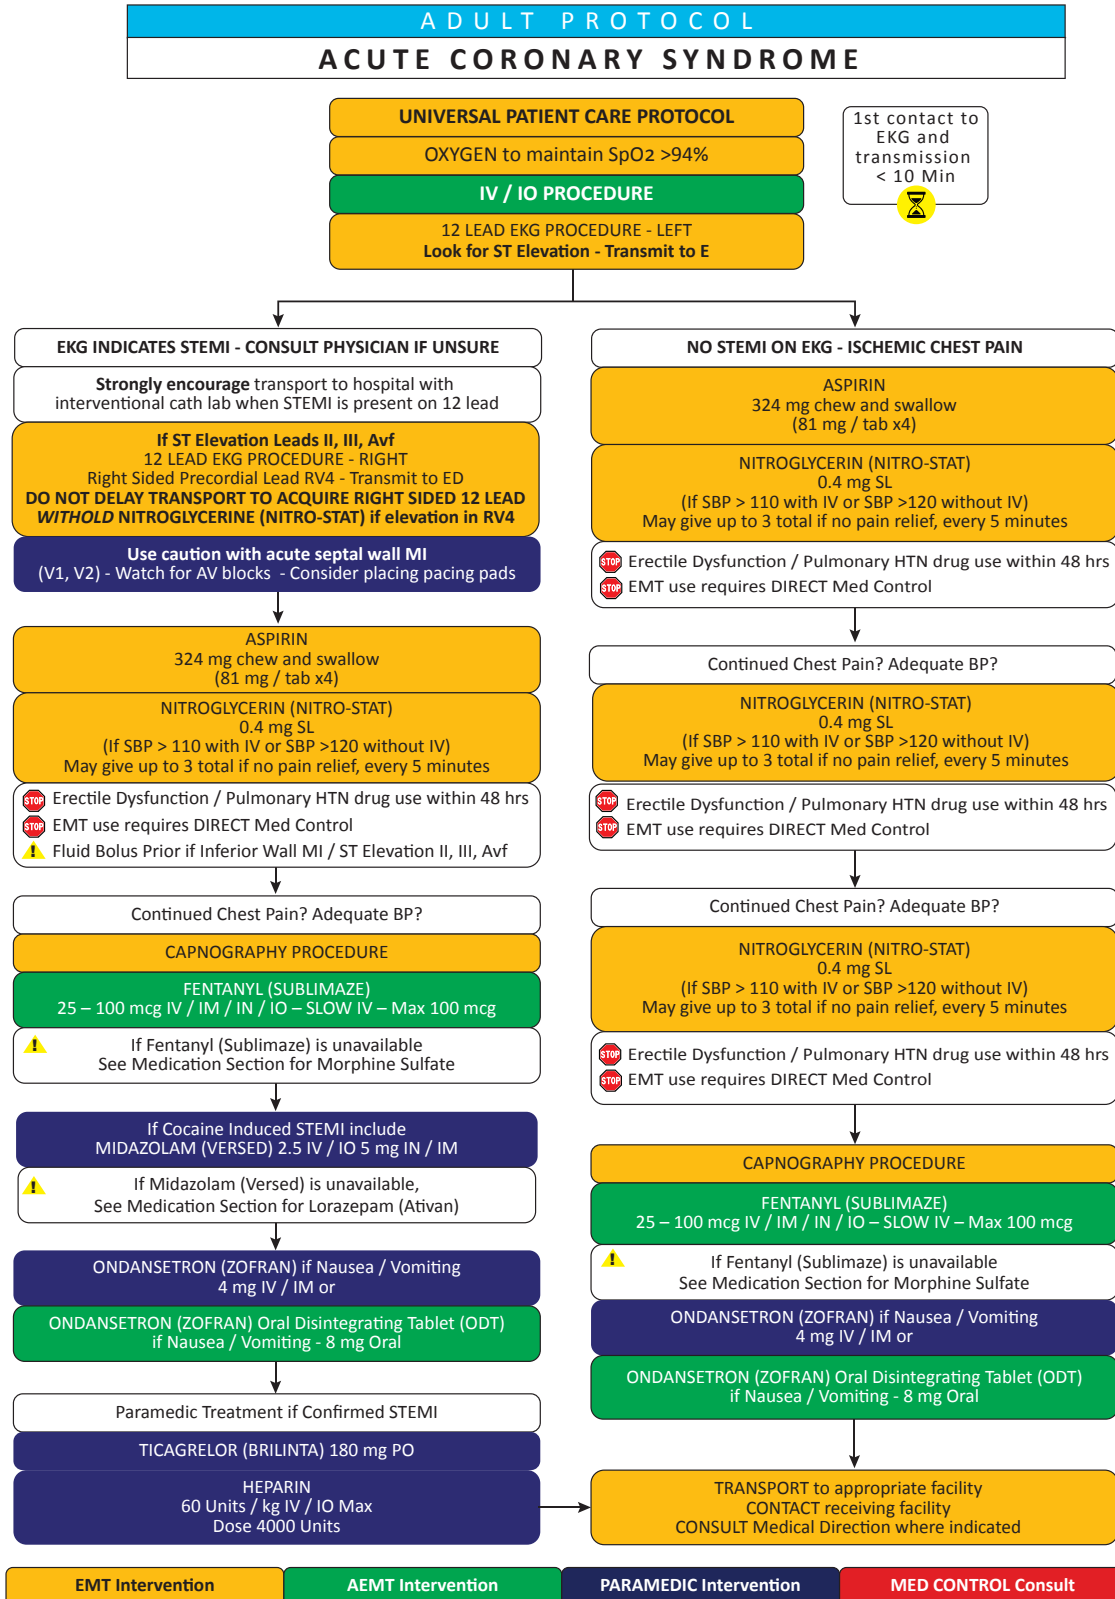 ADULT PROTOCOL
ACUTE CORONARY SYNDROME
UNIVERSAL PATIENT CARE PROTOCOL
OXYGEN to maintain SpO2 >94%
IV / IO PROCEDURE
12 LEAD EKG PROCEDURE - LEFT
Look for ST Elevation - Transmit to E
1st contact to
EKG and
transmission
< 10 Min
EKG INDICATES STEMI - CONSULT PHYSICIAN IF UNSURE
Strongly encourage transport to hospital with
interventional cath lab when STEMI is present on 12 lead
If ST Elevation Leads II, III, Avf
12 LEAD EKG PROCEDURE - RIGHT
Right Sided Precordial Lead RV4 - Transmit to ED
DO NOT DELAY TRANSPORT TO ACQUIRE RIGHT SIDED 12 LEAD
WITHOLD NITROGLYCERINE (NITRO-STAT) if elevation in RV4
Use caution with acute septal wall MI
(V1, V2) - Watch for AV blocks - Consider placing pacing pads
ASPIRIN
324 mg chew and swallow
(81 mg / tab x4)
NITROGLYCERIN (NITRO-STAT)
0.4 mg SL
(If SBP > 110 with IV or SBP >120 without IV)
May give up to 3 total if no pain relief, every 5 minutes
STOP Erectile Dysfunction / Pulmonary HTN drug use within 48 hrs
STOP EMT use requires DIRECT Med Control
! Fluid Bolus Prior if Inferior Wall MI / ST Elevation II, III, Avf
Continued Chest Pain? Adequate BP?
CAPNOGRAPHY PROCEDURE
FENTANYL (SUBLIMAZE)
25 – 100 mcg IV / IM / IN / IO – SLOW IV – Max 100 mcg
! If Fentanyl (Sublimaze) is unavailable
See Medication Section for Morphine Sulfate
If Cocaine Induced STEMI include
MIDAZOLAM (VERSED) 2.5 IV / IO 5 mg IN / IM
! If Midazolam (Versed) is unavailable,
See Medication Section for Lorazepam (Ativan)
ONDANSETRON (ZOFRAN) if Nausea / Vomiting
4 mg IV / IM or
ONDANSETRON (ZOFRAN) Oral Disintegrating Tablet (ODT)
if Nausea / Vomiting - 8 mg Oral
Paramedic Treatment if Confirmed STEMI
TICAGRELOR (BRILINTA) 180 mg PO
HEPARIN
60 Units / kg IV / IO Max
Dose 4000 Units
NO STEMI ON EKG - ISCHEMIC CHEST PAIN
ASPIRIN
324 mg chew and swallow
(81 mg / tab x4)
NITROGLYCERIN (NITRO-STAT)
0.4 mg SL
(If SBP > 110 with IV or SBP >120 without IV)
May give up to 3 total if no pain relief, every 5 minutes
STOP Erectile Dysfunction / Pulmonary HTN drug use within 48 hrs
STOP EMT use requires DIRECT Med Control
Continued Chest Pain? Adequate BP?
NITROGLYCERIN (NITRO-STAT)
0.4 mg SL
(If SBP > 110 with IV or SBP >120 without IV)
May give up to 3 total if no pain relief, every 5 minutes
STOP Erectile Dysfunction / Pulmonary HTN drug use within 48 hrs
STOP EMT use requires DIRECT Med Control
Continued Chest Pain? Adequate BP?
NITROGLYCERIN (NITRO-STAT)
0.4 mg SL
(If SBP > 110 with IV or SBP >120 without IV)
May give up to 3 total if no pain relief, every 5 minutes
STOP Erectile Dysfunction / Pulmonary HTN drug use within 48 hrs
STOP EMT use requires DIRECT Med Control
CAPNOGRAPHY PROCEDURE
FENTANYL (SUBLIMAZE)
25 – 100 mcg IV / IM / IN / IO – SLOW IV – Max 100 mcg
! If Fentanyl (Sublimaze) is unavailable
See Medication Section for Morphine Sulfate
ONDANSETRON (ZOFRAN) if Nausea / Vomiting
4 mg IV / IM or
ONDANSETRON (ZOFRAN) Oral Disintegrating Tablet (ODT)
if Nausea / Vomiting - 8 mg Oral
TRANSPORT to appropriate facility
CONTACT receiving facility
CONSULT Medical Direction where indicated
EMT Intervention
AEMT Intervention
PARAMEDIC Intervention
MED CONTROL Consult